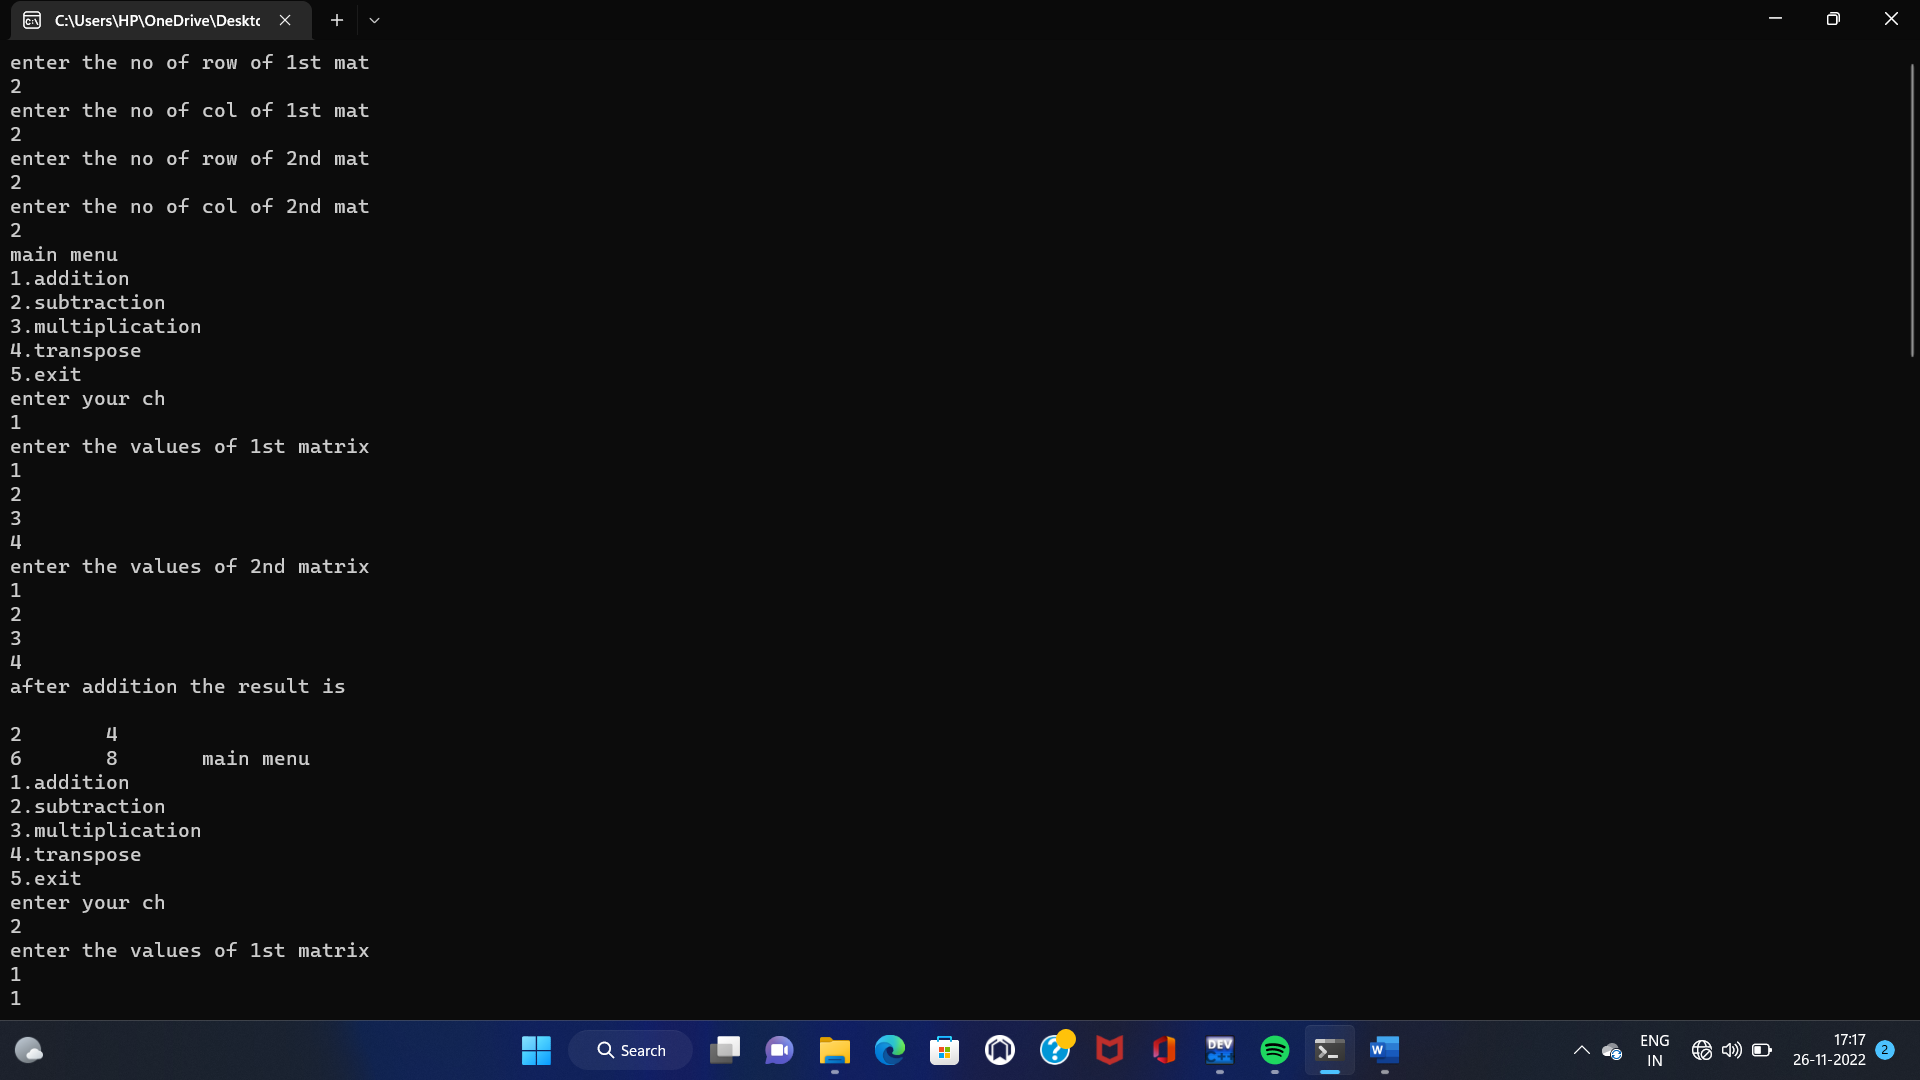 C:\Users\HP\OneDrive\Deskto
enter the no of row of 1st mat
2
enter the no of col of 1st mat
2
enter the no of row of 2nd mat
2
enter the no of col of 2nd mat
2
main menu
1.addition
2.subtraction
3.multiplication
4.transpose
5.exit
enter your ch
1
enter the values of 1st matrix
1
2
3
4
enter the values of 2nd matrix
1
2
3
4
after addition the result is
2 4
6 8 main menu
1.addition
2.subtraction
3.multiplication
4.transpose
5.exit
enter your ch
2
enter the values of 1st matrix
1
1
Search
DEV
C++
W
ENG
IN
17:17
26-11-2022
2